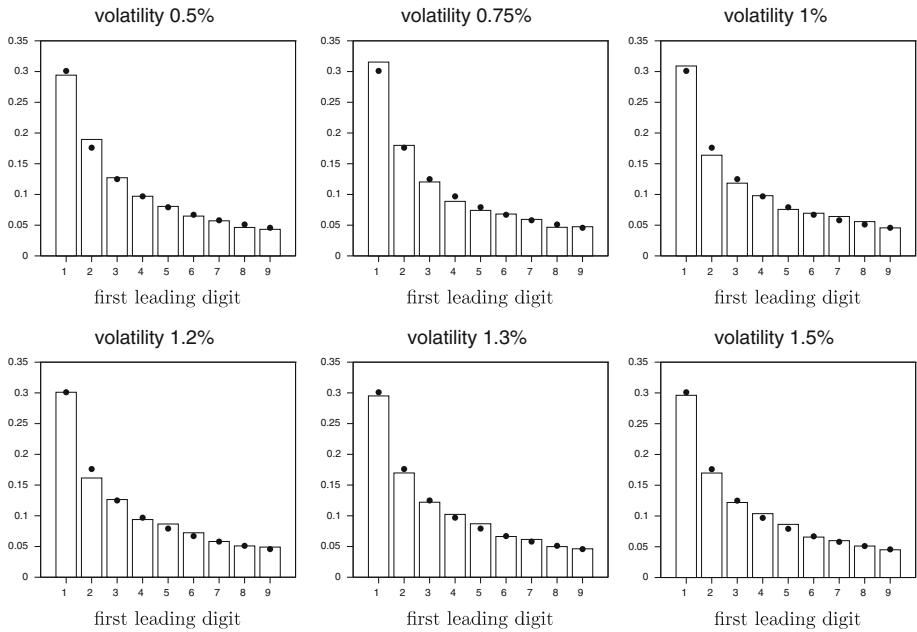 volatility 0.5%
volatility 0.75%
volatility 1%
0.35
0.3
0.25
0.2
0.15
0.1
0.05
0
1 2 3 4 5 6 7 8 9
first leading digit
0.35
0.3
0.25
0.2
0.15
0.1
0.05
0
1 2 3 4 5 6 7 8 9
first leading digit
0.35
0.3
0.25
0.2
0.15
0.1
0.05
0
1 2 3 4 5 6 7 8 9
first leading digit
volatility 1.2%
volatility 1.3%
volatility 1.5%
0.35
0.3
0.25
0.2
0.15
0.1
0.05
0
1 2 3 4 5 6 7 8 9
first leading digit
0.35
0.3
0.25
0.2
0.15
0.1
0.05
0
1 2 3 4 5 6 7 8 9
first leading digit
0.35
0.3
0.25
0.2
0.15
0.1
0.05
0
1 2 3 4 5 6 7 8 9
first leading digit